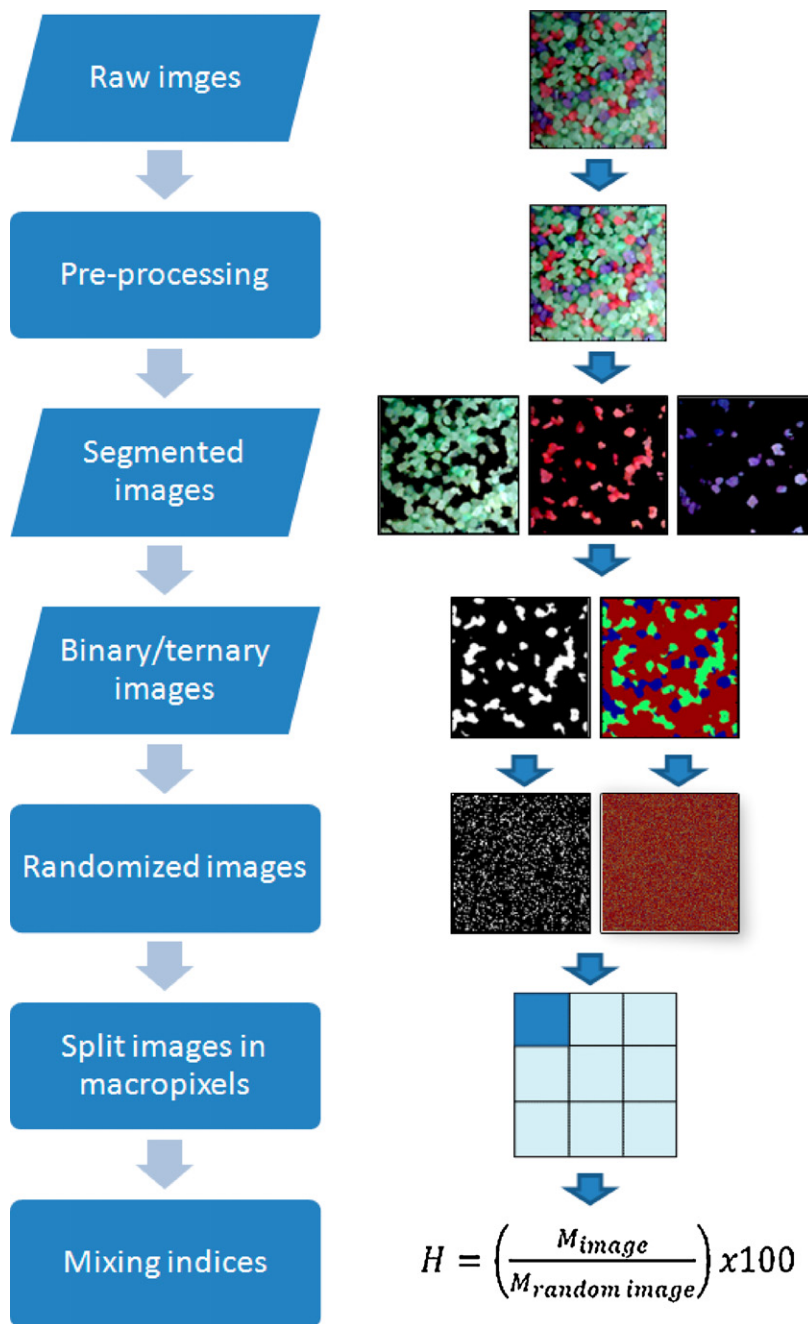 Raw imges
Pre-processing
Segmented
images
Binary/ternary
images
Randomized images
Split images in
macropixels
Mixing indices
H = (M_image / M_random image) x100